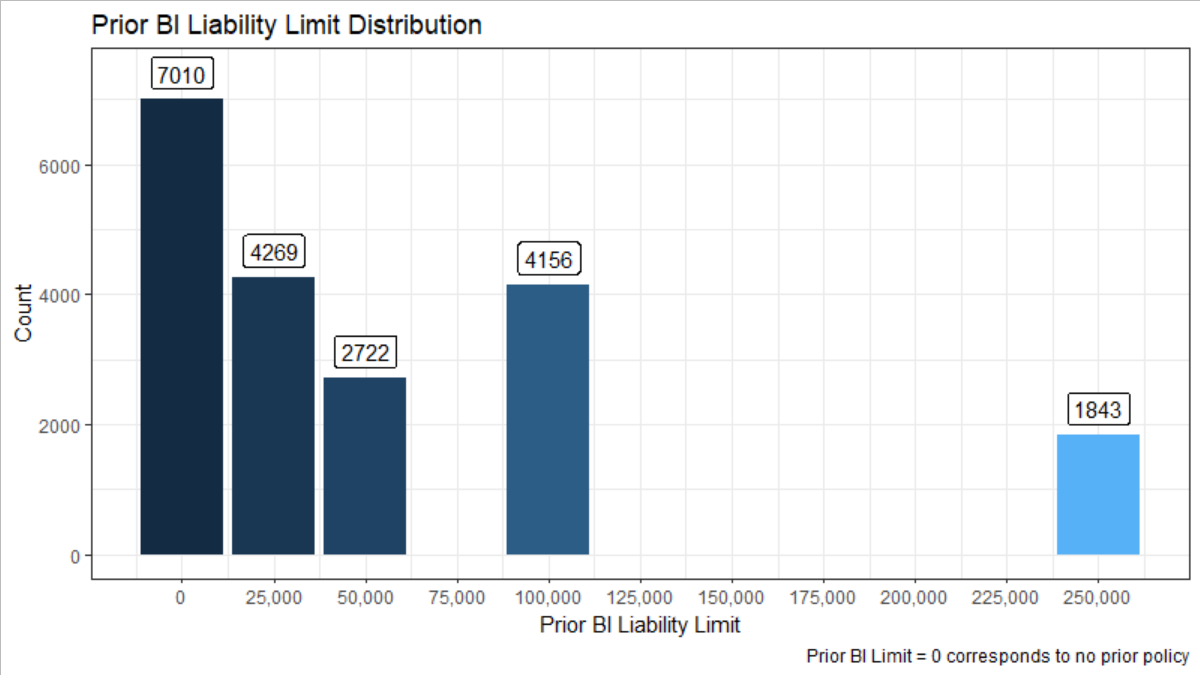 Prior BI Liability Limit Distribution
7010
4269
4156
2722
1843
6000
4000
2000
0
Count
0 25,000 50,000 75,000 100,000 125,000 150,000 175,000 200,000 225,000 250,000
Prior BI Liability Limit
Prior BI Limit = 0 corresponds to no prior policy